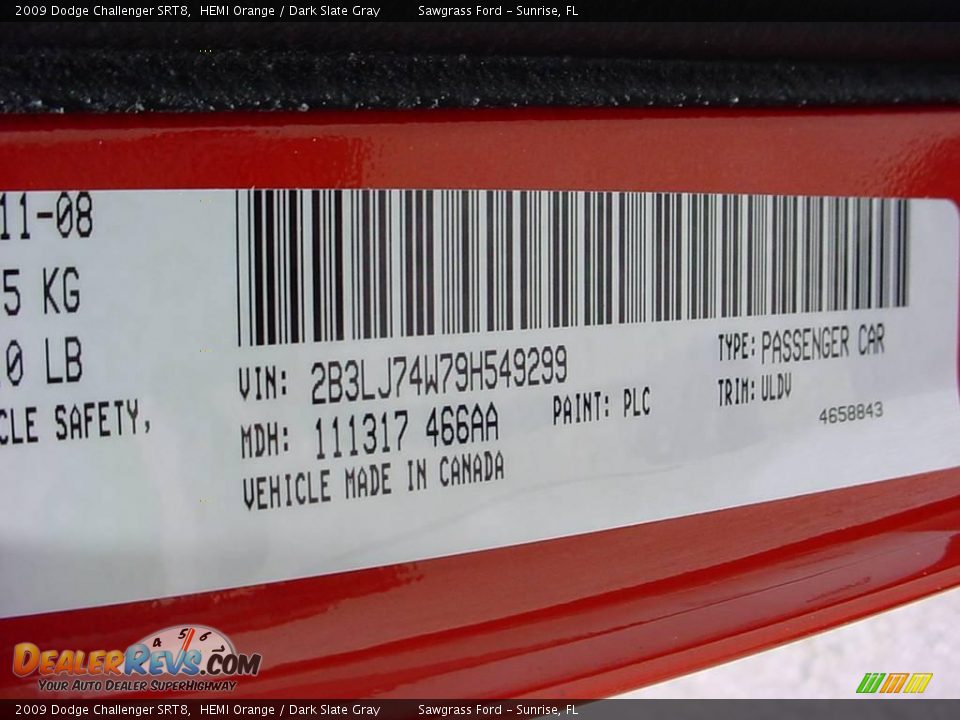 2009 Dodge Challenger SRT8, HEMI Orange / Dark Slate Gray Sawgrass Ford - Sunrise, FL
11-08
5 KG
0 LB
CLE SAFETY,
VIN: 2B3LJ74W79H549299
TYPE: PASSENGER CAR
MDH: 111317 466AA
PAINT: PLC
TRIM: ULDV
4658843
VEHICLE MADE IN CANADA
4 5 6
DEALERREVS.COM
YOUR AUTO DEALER SUPERHIGHWAY
2009 Dodge Challenger SRT8, HEMI Orange / Dark Slate Gray Sawgrass Ford - Sunrise, FL